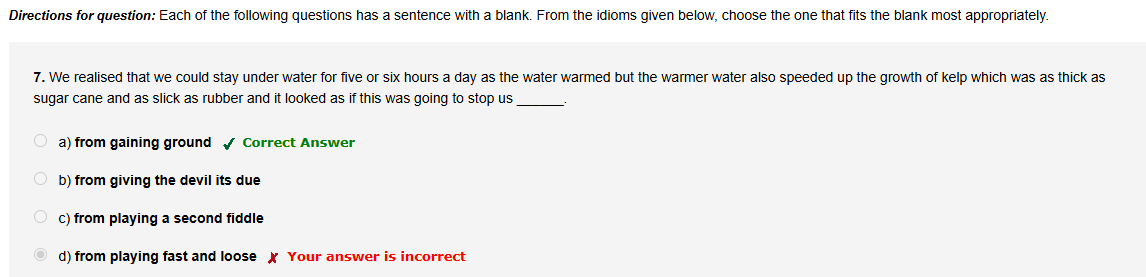 Directions for question: Each of the following questions has a sentence with a blank. From the idioms given below, choose the one that fits the blank most appropriately.
7. We realised that we could stay under water for five or six hours a day as the water warmed but the warmer water also speeded up the growth of kelp which was as thick as
sugar cane and as slick as rubber and it looked as if this was going to stop us ______.
a) from gaining ground ✓ Correct Answer
b) from giving the devil its due
c) from playing a second fiddle
d) from playing fast and loose ✗ Your answer is incorrect